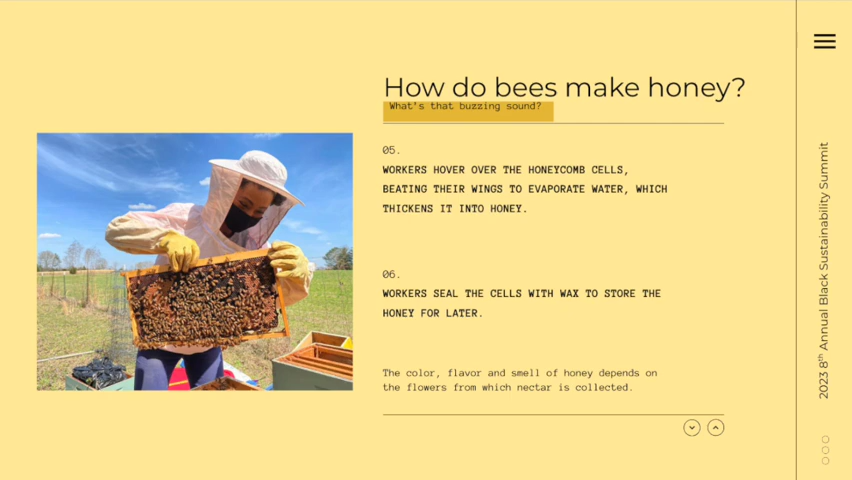 How do bees make honey?
What's that buzzing sound?
05.
WORKERS HOVER OVER THE HONEYCOMB CELLS,
BEATING THEIR WINGS TO EVAPORATE WATER, WHICH
THICKENS IT INTO HONEY.
06.
WORKERS SEAL THE CELLS WITH WAX TO STORE THE
HONEY FOR LATER.
The color, flavor and smell of honey depends on
the flowers from which nectar is collected.
2023 8th Annual Black Sustainability Summit